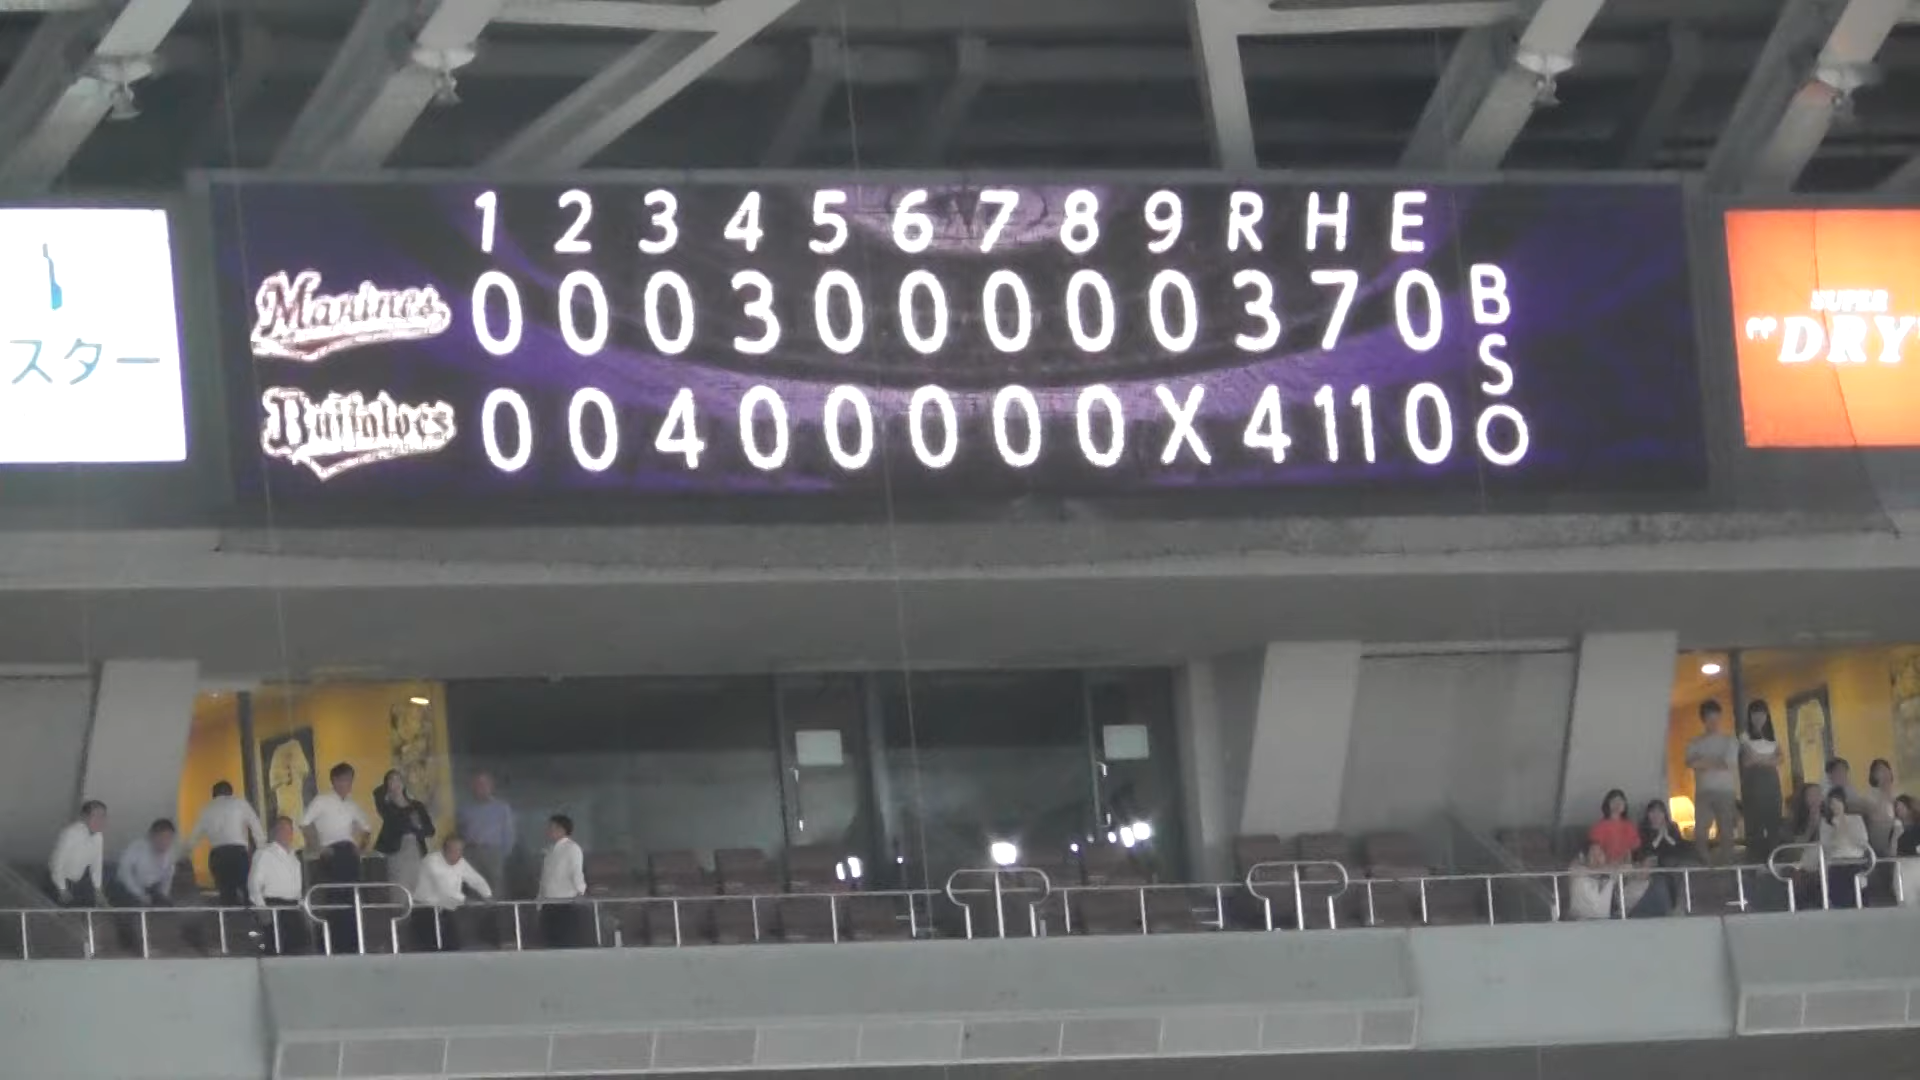 1 2 3 4 5 6 7 8 9 R H E
Marines 0 0 0 3 0 0 0 0 0 3 7 0 B
S
Buffaloes 0 0 4 0 0 0 0 0 X 4 11 0 O
スター
SUPER
"DRY"